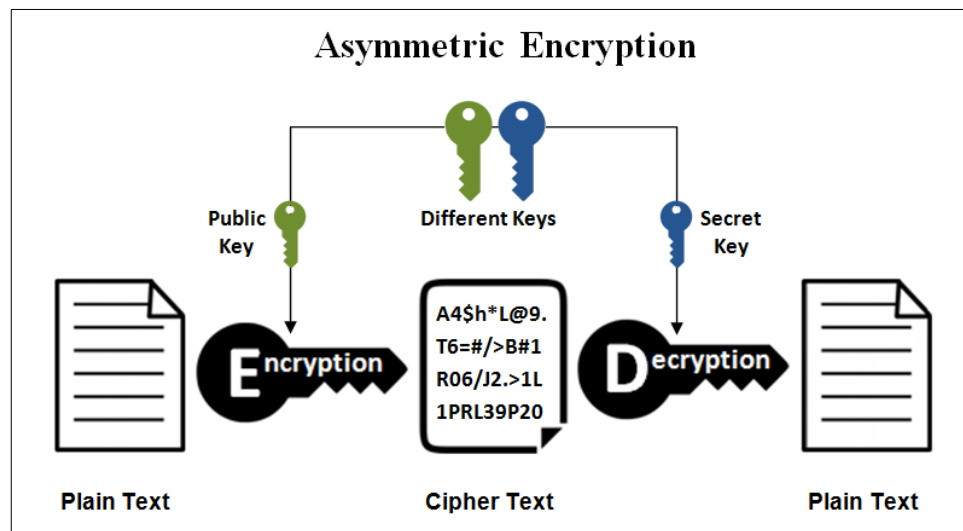 Asymmetric Encryption
Public
Key
Different Keys
Secret
Key
Encryption
A4$h*L@9.
T6=#/>B#1
R06/J2.>1L
1PRL39P20
Decryption
Plain Text
Cipher Text
Plain Text